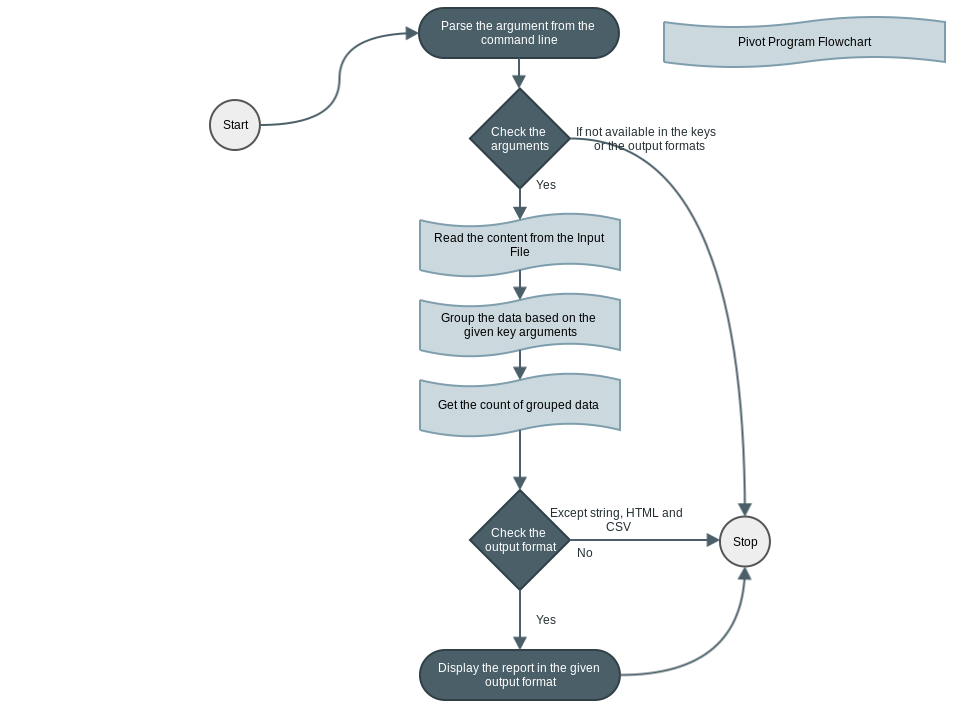 Parse the argument from the
command line
Pivot Program Flowchart
Start
Check the
arguments
If not available in the keys
or the output formats
Yes
Read the content from the Input
File
Group the data based on the
given key arguments
Get the count of grouped data
Check the
output format
Except string, HTML and
CSV
No
Stop
Yes
Display the report in the given
output format